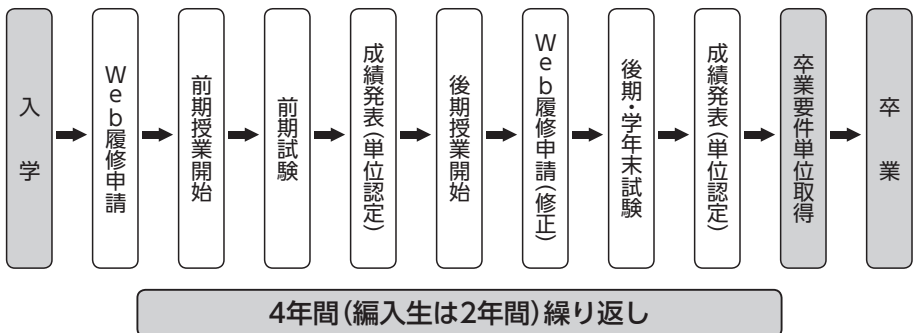 入学
Web履修申請
前期授業開始
前期試験
成績発表(単位認定)
後期授業開始
Web履修申請(修正)
後期・学年末試験
成績発表(単位認定)
卒業要件単位取得
卒業
4年間(編入生は2年間)繰り返し